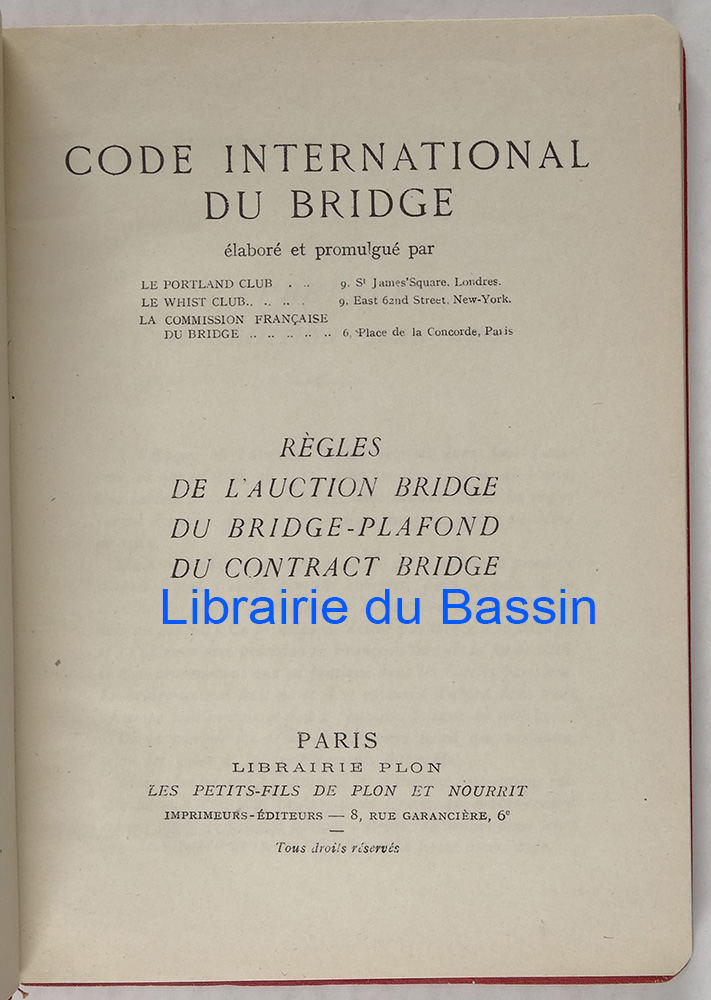 CODE INTERNATIONAL
DU BRIDGE
élaboré et promulgué par
LE PORTLAND CLUB . .. 9. St James'Square. Londres.
LE WHIST CLUB.. .. .. . 9, East 62nd Street, New-York.
LA COMMISSION FRANÇAISE
DU BRIDGE .. .. .. .. .. 6, Place de la Concorde, Paris
RÈGLES
DE L'AUCTION BRIDGE
DU BRIDGE-PLAFOND
DU CONTRACT BRIDGE
Librairie du Bassin
PARIS
LIBRAIRIE PLON
LES PETITS-FILS DE PLON ET NOURRIT
IMPRIMEURS-ÉDITEURS — 8, RUE GARANCIÈRE, 6e
Tous droits réservés